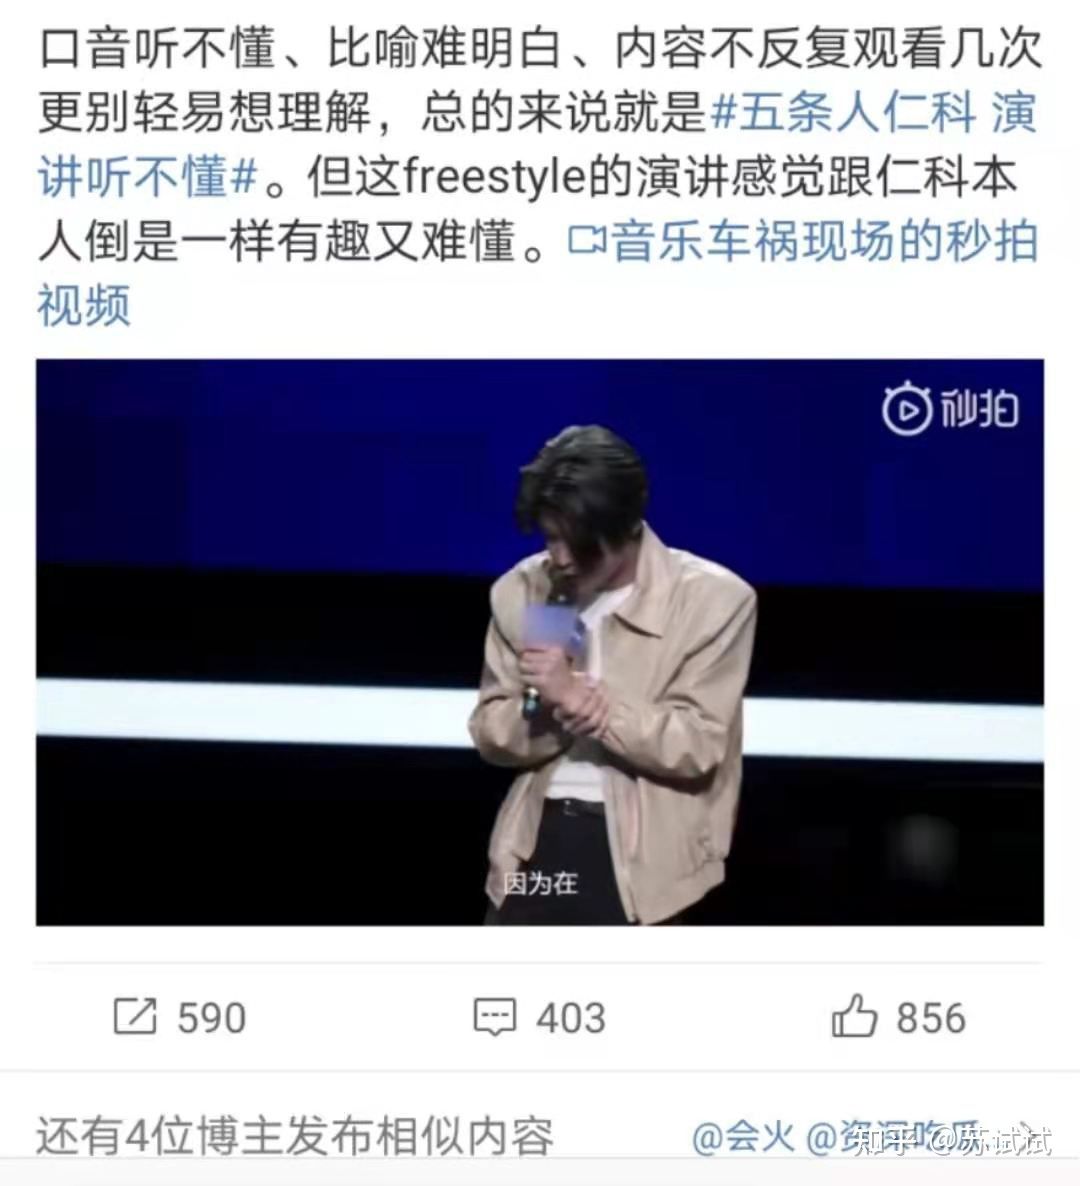 口音听不懂、比喻难明白、内容不反复观看几次
更别轻易想理解，总的来说就是#五条人仁科 演
讲听不懂#。但这freestyle的演讲感觉跟仁科本
人倒是一样有趣又难懂。音乐车祸现场的秒拍
视频
秒拍
因为在
590 403 856
还有4位博主发布相似内容 @会火 @资深吃瓜
知乎 @苏试试